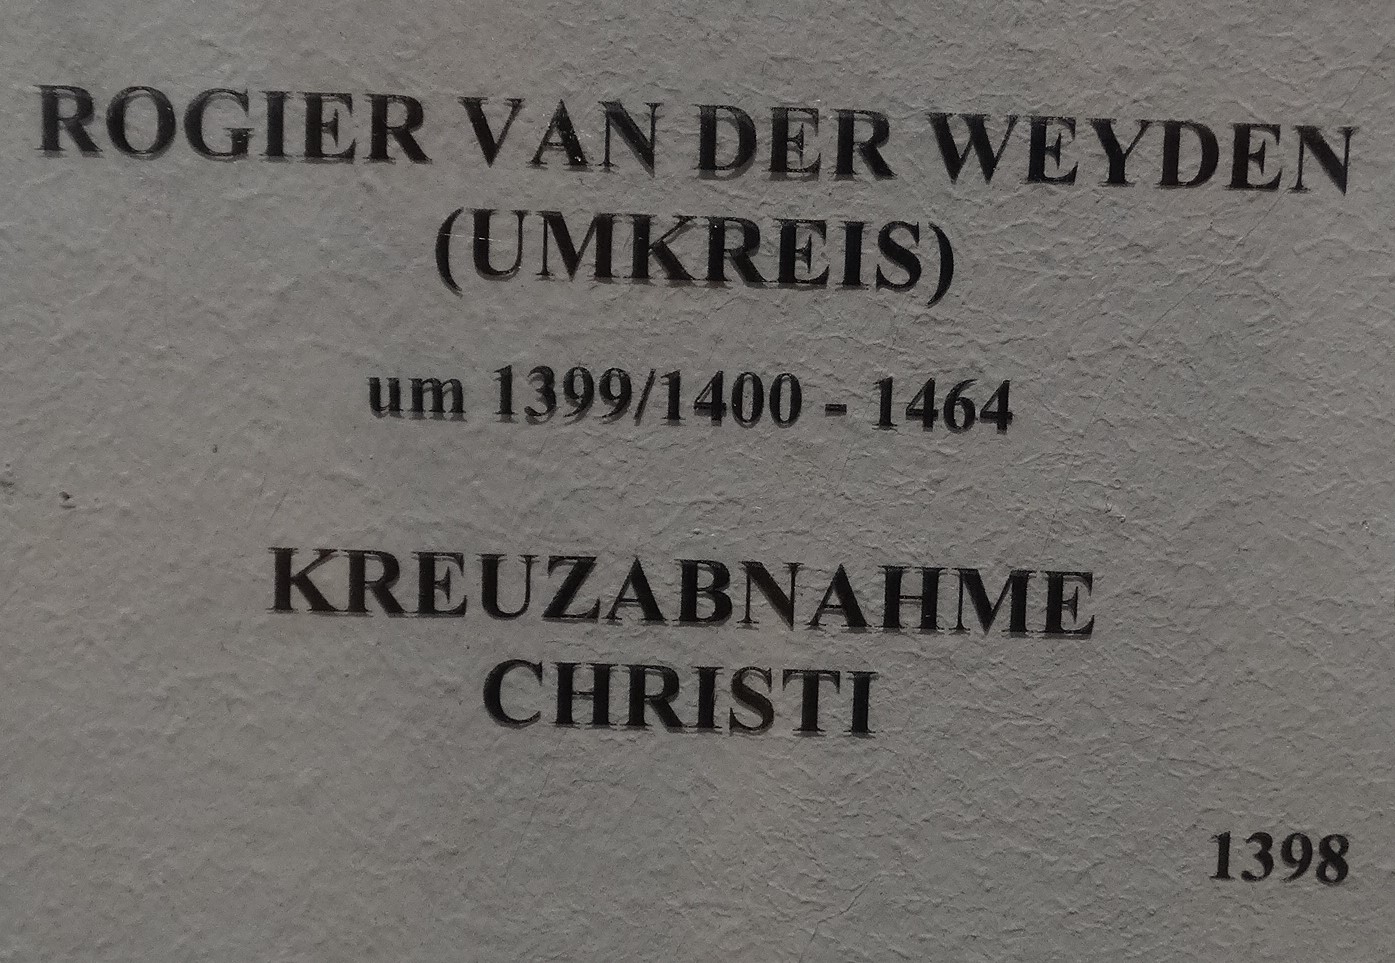 ROGIER VAN DER WEYDEN
(UMKREIS)
um 1399/1400 - 1464
KREUZABNAHME
CHRISTI
1398